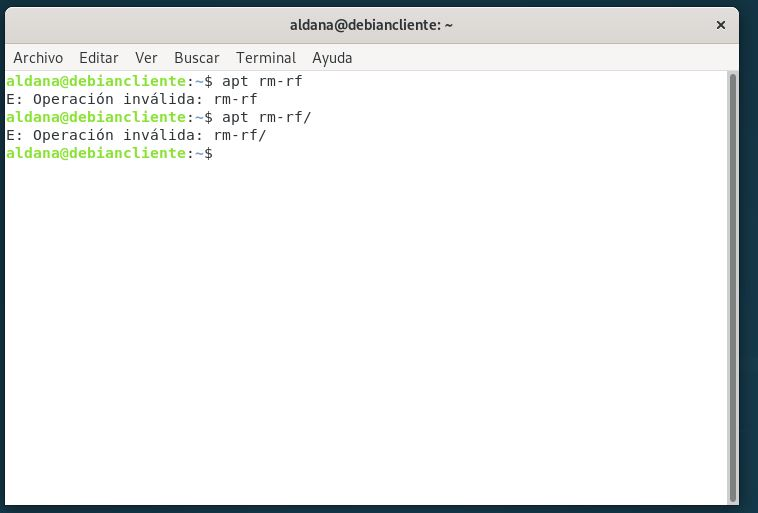 aldana@debiancliente: ~
×
Archivo Editar Ver Buscar Terminal Ayuda
aldana@debiancliente:~$ apt rm-rf
E: Operación inválida: rm-rf
aldana@debiancliente:~$ apt rm-rf/
E: Operación inválida: rm-rf/
aldana@debiancliente:~$